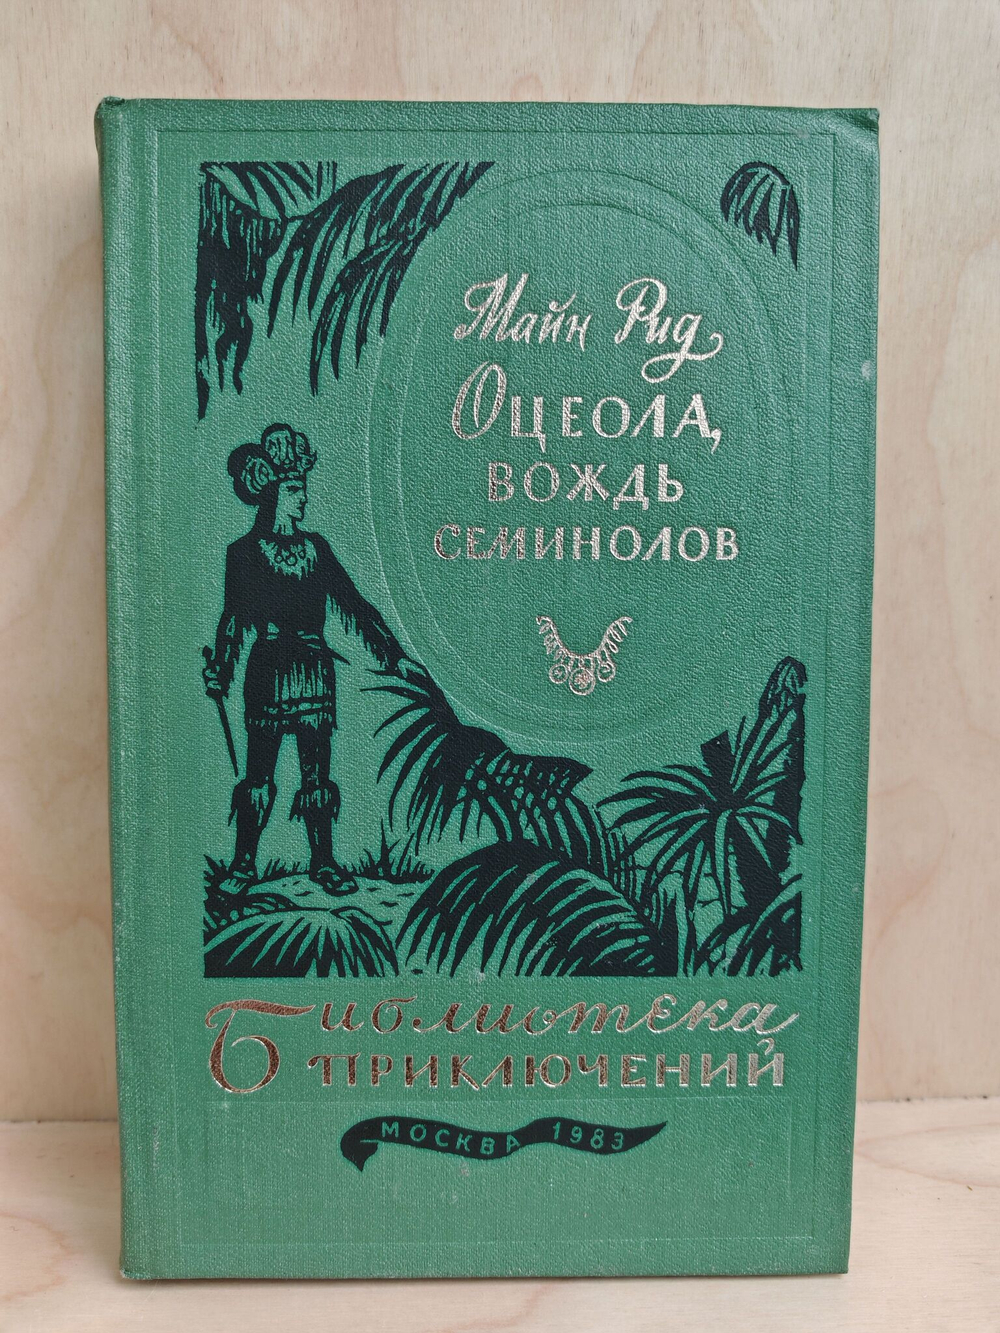 Майн Рид
Оцеола,
вождь
семинолов
Библиотека
приключений
МОСКВА 1983